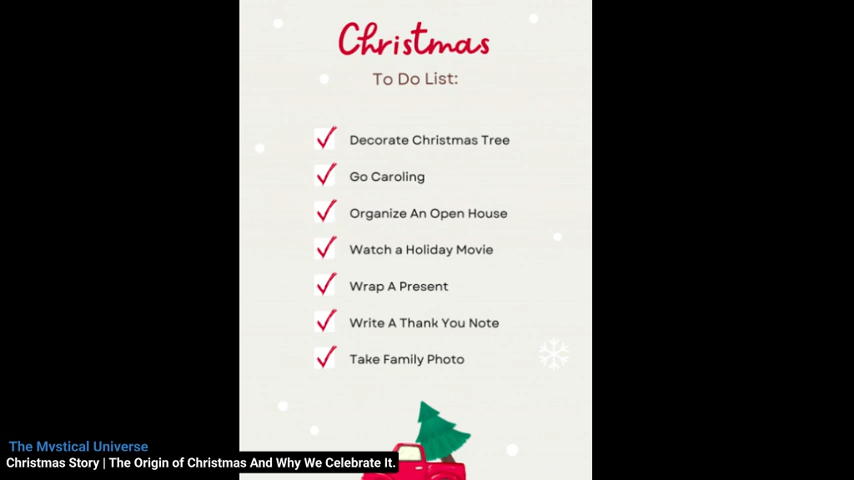 Christmas
To Do List:
Decorate Christmas Tree
Go Caroling
Organize An Open House
Watch a Holiday Movie
Wrap A Present
Write A Thank You Note
Take Family Photo
The Mystical Universe
Christmas Story | The Origin of Christmas And Why We Celebrate It.